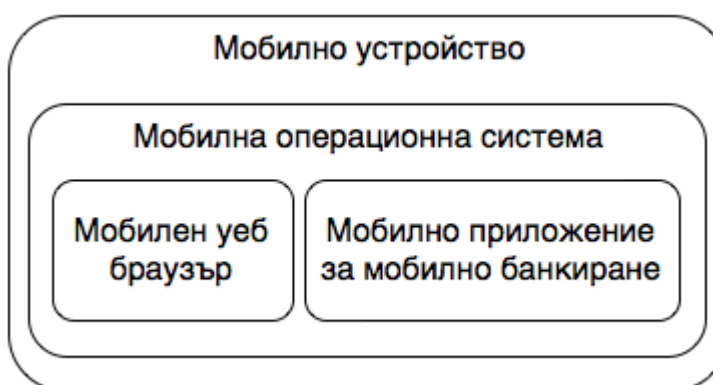 Мобилно устройство
Мобилна операционна система
Мобилен уеб
браузър
Мобилно приложение
за мобилно банкиране